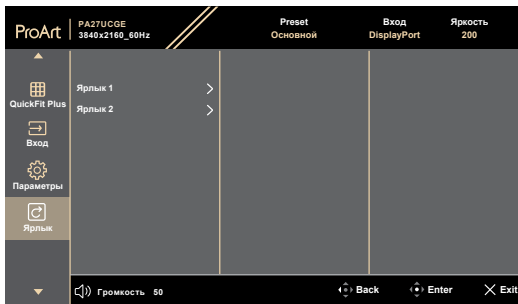 ProArt
PA27UCGE
3840x2160_60Hz
Preset
Основной
Вход
DisplayPort
Яркость
200
QuickFit Plus
Вход
Параметры
Ярлык
Ярлык 1
Ярлык 2
Громкость 50
Back
Enter
Exit